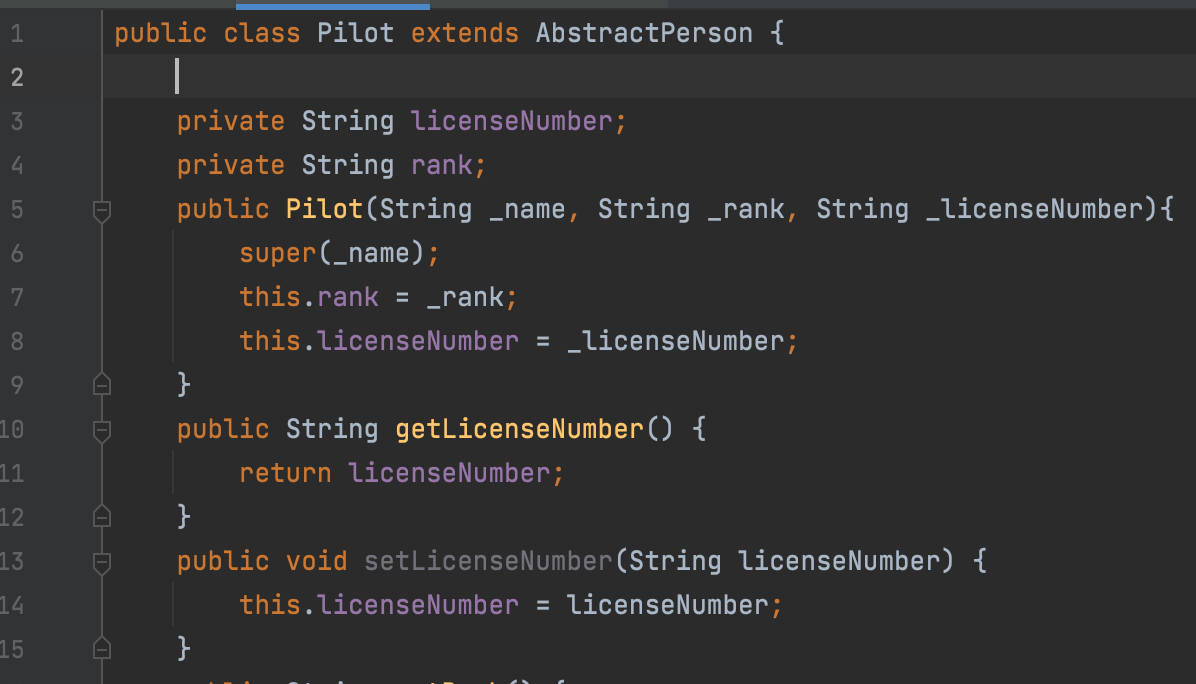 1 public class Pilot extends AbstractPerson {
2
3 private String licenseNumber;
4 private String rank;
5 public Pilot(String _name, String _rank, String _licenseNumber){
6 super(_name);
7 this.rank = _rank;
8 this.licenseNumber = _licenseNumber;
9 }
10 public String getLicenseNumber() {
11 return licenseNumber;
12 }
13 public void setLicenseNumber(String licenseNumber) {
14 this.licenseNumber = licenseNumber;
15 }